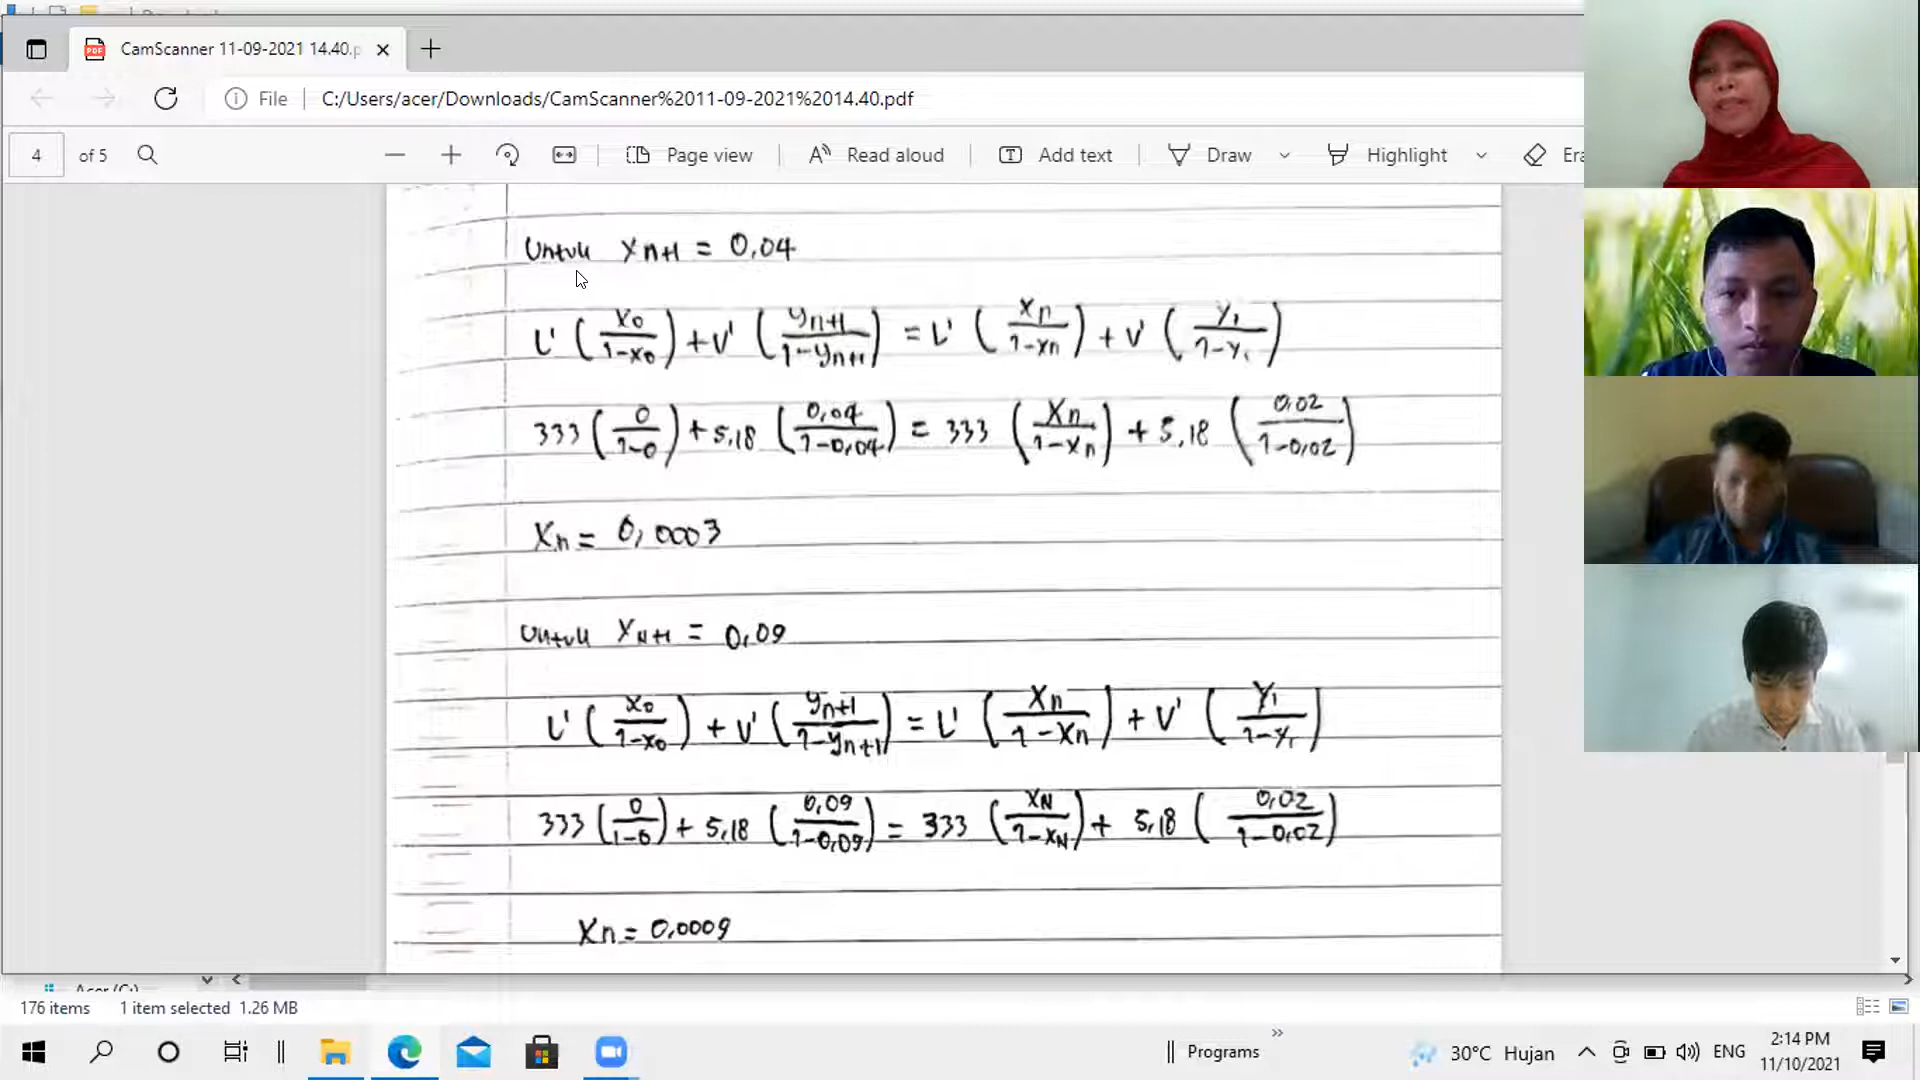 CamScanner 11-09-2021 14.40.p
File
C:/Users/acer/Downloads/CamScanner%2011-09-2021%2014.40.pdf
4 of 5
Page view
Read aloud
Add text
Draw
Highlight
Era
Untuk Xn+1 = 0,04
L' (x0/1-x0) + V' (yn+1/1-yn+1) = L' (xn/1-xn) + V' (y1/1-y1)
333 (0/1-0) + 5,18 (0,04/1-0,04) = 333 (Xn/1-Xn) + 5,18 (0,02/1-0,02)
Xn = 0,0003
Untuk XN+1 = 0,09
L' (x0/1-x0) + V' (yn+1/1-yn+1) = L' (Xn/1-Xn) + V' (Y1/1-Y1)
333 (0/1-0) + 5,18 (0,09/1-0,09) = 333 (XN/1-XN) + 5,18 (0,02/1-0,02)
Xn = 0,0009
Acer (C:)
176 items
1 item selected 1.26 MB
Programs
30°C Hujan
ENG
2:14 PM
11/10/2021